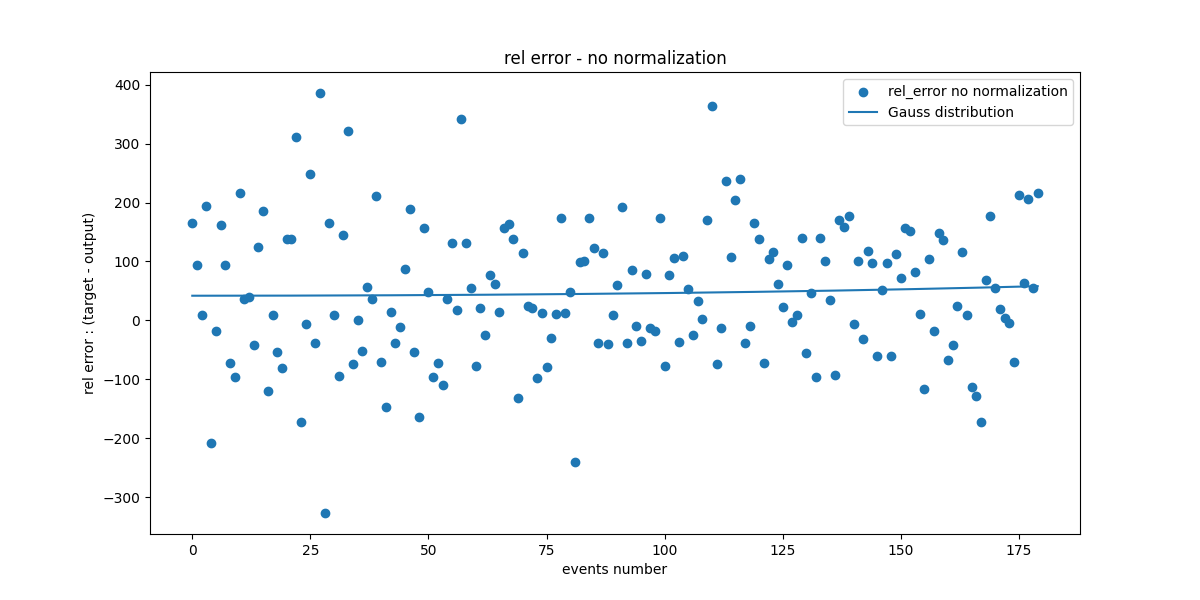 rel error - no normalization
rel_error no normalization
Gauss distribution
rel error : (target - output)
400
300
200
100
0
−100
−200
−300
0 25 50 75 100 125 150 175
events number